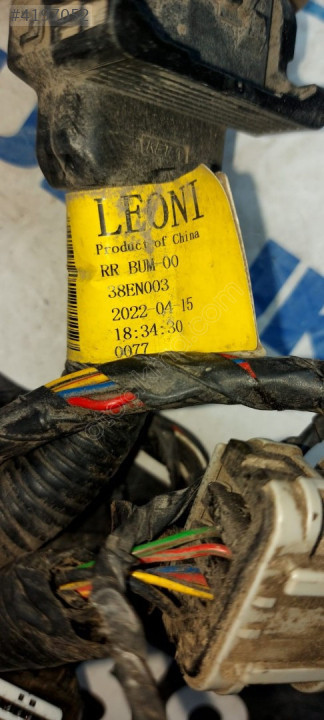 LEONI
Product of China
RR BUM-00
38EN003
2022-04-15
18:34:30
0077